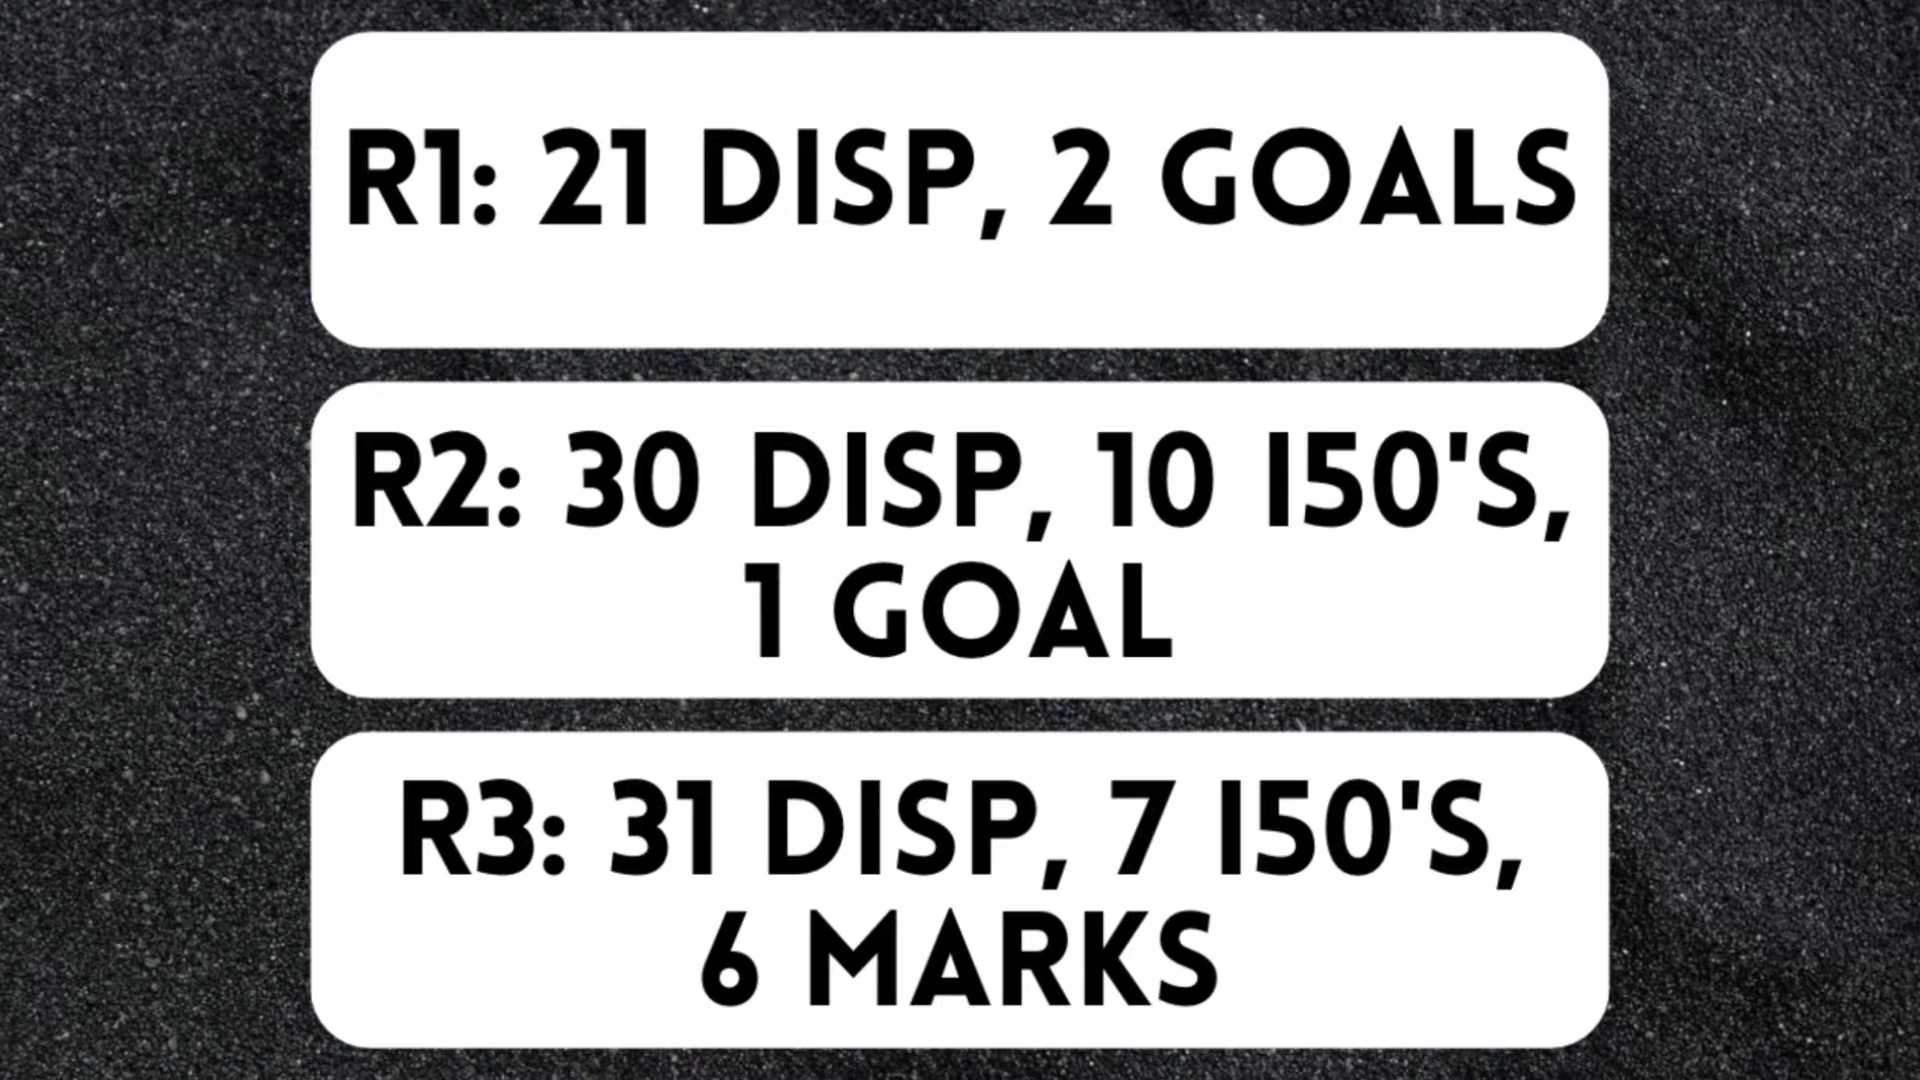 R1: 21 DISP, 2 GOALS
R2: 30 DISP, 10 I50'S,
1 GOAL
R3: 31 DISP, 7 I50'S,
6 MARKS